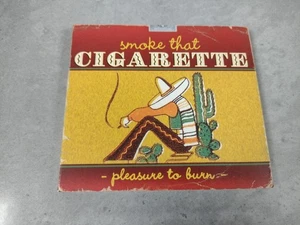 smoke that
CIGARETTE
- pleasure to burn -